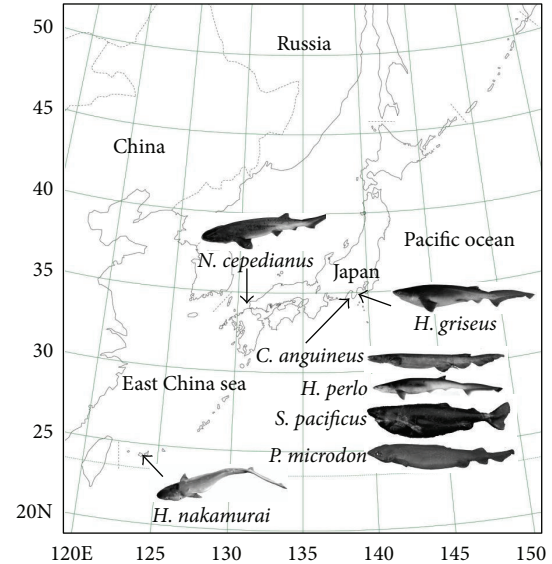 50
Russia
45
China
40
Pacific ocean
N. cepedianus
35
Japan
H. griseus
C. anguineus
30
East China sea
H. perlo
S. pacificus
25
P. microdon
H. nakamurai
20N
120E 125 130 135 140 145 150